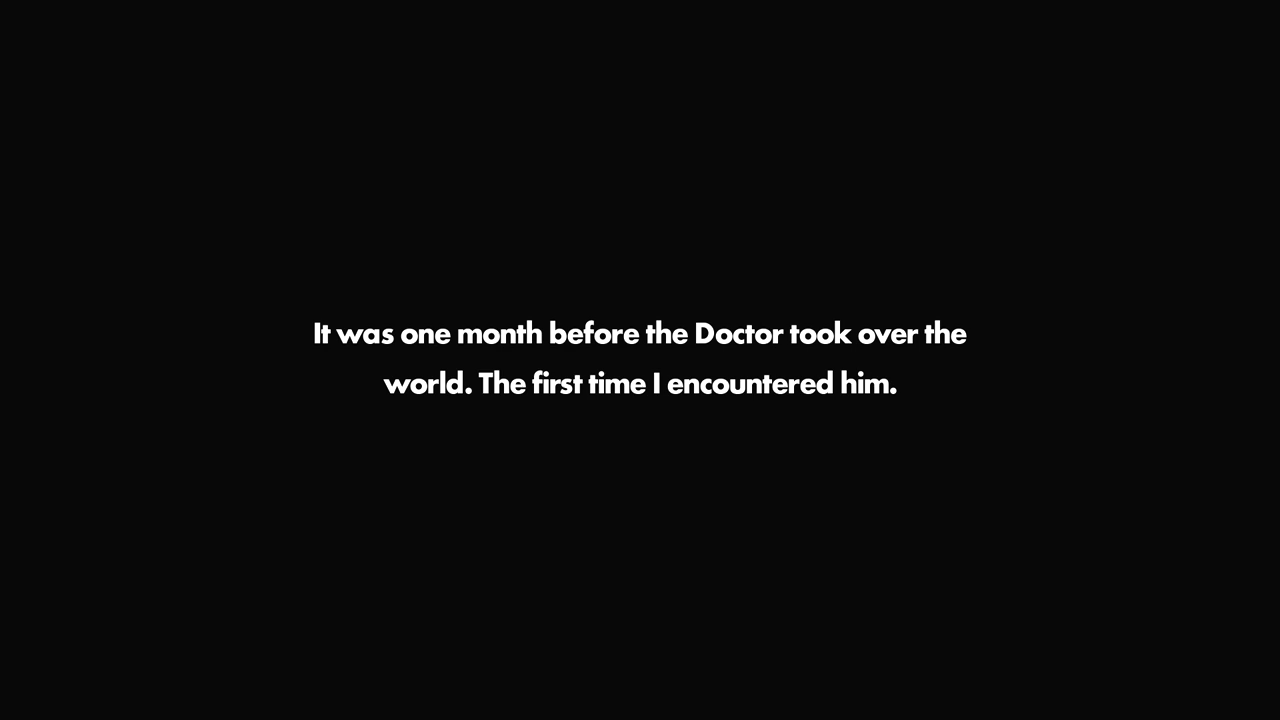 It was one month before the Doctor took over the
world. The first time I encountered him.